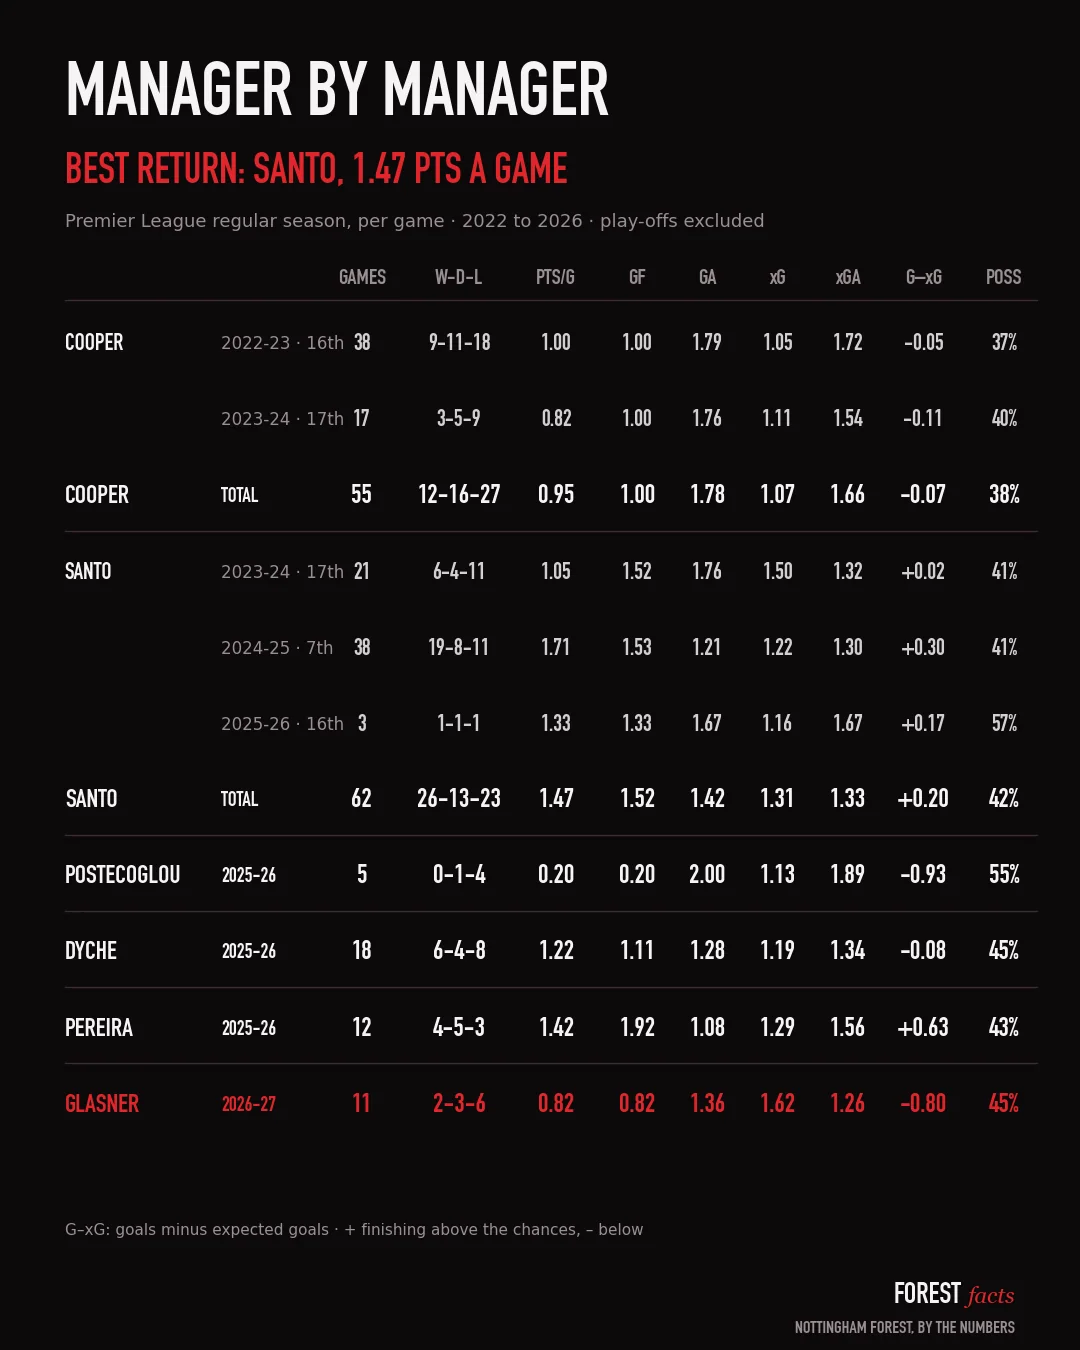 MANAGER BY MANAGER
BEST RETURN: SANTO, 1.47 PTS A GAME
Premier League regular season, per game · 2022 to 2026 · play-offs excluded
GAMES W-D-L PTS/G GF GA xG xGA G–xG POSS
COOPER 2022-23 · 16th 38 9-11-18 1.00 1.00 1.79 1.05 1.72 -0.05 37%
2023-24 · 17th 17 3-5-9 0.82 1.00 1.76 1.11 1.54 -0.11 40%
COOPER TOTAL 55 12-16-27 0.95 1.00 1.78 1.07 1.66 -0.07 38%
SANTO 2023-24 · 17th 21 6-4-11 1.05 1.52 1.76 1.50 1.32 +0.02 41%
2024-25 · 7th 38 19-8-11 1.71 1.53 1.21 1.22 1.30 +0.30 41%
2025-26 · 16th 3 1-1-1 1.33 1.33 1.67 1.16 1.67 +0.17 57%
SANTO TOTAL 62 26-13-23 1.47 1.52 1.42 1.31 1.33 +0.20 42%
POSTECOGLOU 2025-26 5 0-1-4 0.20 0.20 2.00 1.13 1.89 -0.93 55%
DYCHE 2025-26 18 6-4-8 1.22 1.11 1.28 1.19 1.34 -0.08 45%
PEREIRA 2025-26 12 4-5-3 1.42 1.92 1.08 1.29 1.56 +0.63 43%
GLASNER 2026-27 11 2-3-6 0.82 0.82 1.36 1.62 1.26 -0.80 45%
G–xG: goals minus expected goals · + finishing above the chances, – below
FOREST facts
NOTTINGHAM FOREST, BY THE NUMBERS